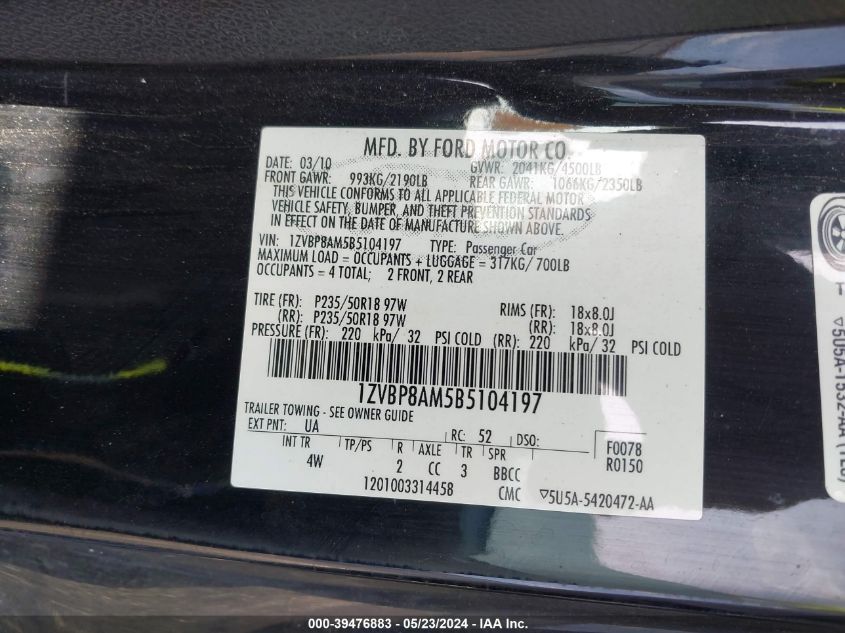 MFD. BY FORD MOTOR CO.
DATE: 03/10 GVWR: 2041KG/4500LB
FRONT GAWR: 993KG/2190LB REAR GAWR: 1066KG/2350LB
THIS VEHICLE CONFORMS TO ALL APPLICABLE FEDERAL MOTOR
VEHICLE SAFETY, BUMPER, AND THEFT PREVENTION STANDARDS
IN EFFECT ON THE DATE OF MANUFACTURE SHOWN ABOVE.
VIN: 1ZVBP8AM5B5104197 TYPE: Passenger Car
MAXIMUM LOAD = OCCUPANTS + LUGGAGE = 317KG/700LB
OCCUPANTS = 4 TOTAL; 2 FRONT, 2 REAR
TIRE (FR): P235/50R18 97W RIMS (FR): 18x8.0J
(RR): P235/50R18 97W (RR): 18x8.0J
PRESSURE (FR): 220 kPa/ 32 PSI COLD (RR): 220 kPa/ 32 PSI COLD
1ZVBP8AM5B5104197
TRAILER TOWING - SEE OWNER GUIDE
EXT PNT: UA RC: 52 DSO: F0078
INT TR TP/PS R AXLE TR SPR R0150
4W 2 CC 3 BBCC
12010033144 5B CMC ▽5U5A-5420472-AA
000-39476883 - 05/23/2024 - IAA Inc.